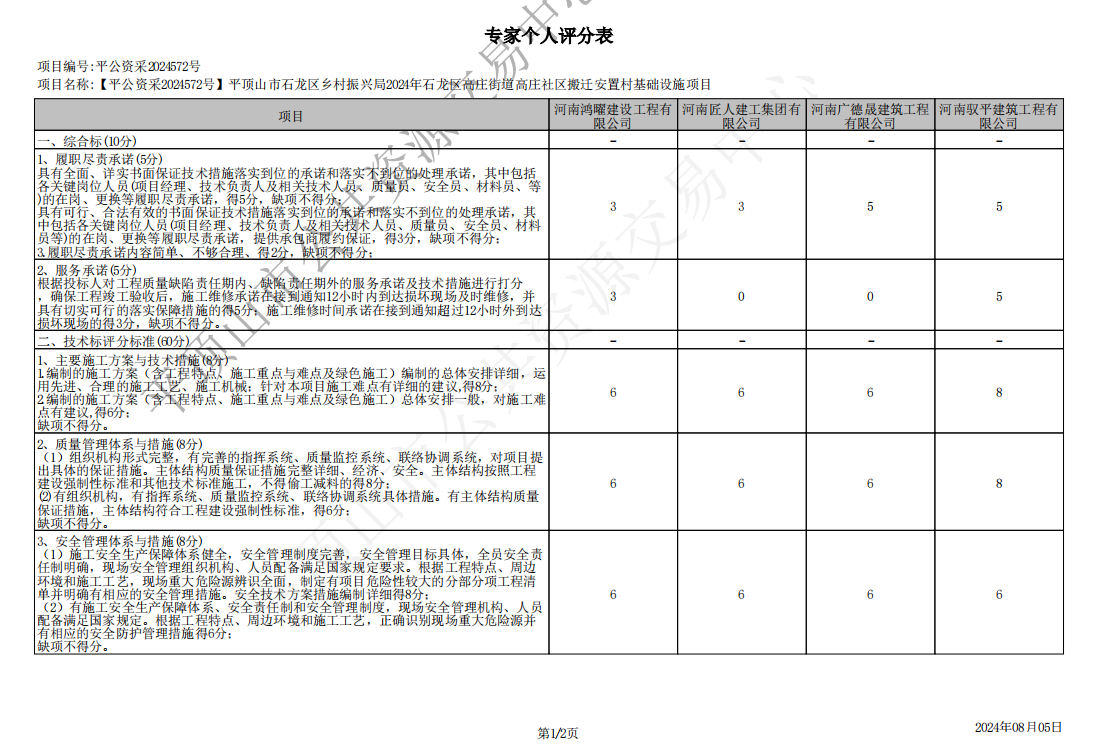 专家个人评分表
项目编号:平公资采2024572号
项目名称:【平公资采2024572号】平顶山市石龙区乡村振兴局2024年石龙区高庄街道高庄社区搬迁安置村基础设施项目
项目 河南鸿曜建设工程有限公司 河南匠人建工集团有限公司 河南广德晟建筑工程有限公司 河南驭平建筑工程有限公司
一、综合标(10分) - - - -
1、履职尽责承诺(5分)
具有全面、详实书面保证技术措施落实到位的承诺和落实不到位的处理承诺，其中包括
各关键岗位人员(项目经理、技术负责人及相关技术人员、质量员、安全员、材料员、等
)的在岗、更换等履职尽责承诺，得5分，缺项不得分；
具有可行、合法有效的书面保证技术措施落实到位的承诺和落实不到位的处理承诺，其
中包括各关键岗位人员(项目经理、技术负责人及相关技术人员、质量员、安全员、材料
员等)的在岗、更换等履职尽责承诺，提供承包商履约保证，得3分，缺项不得分；
3.履职尽责承诺内容简单、不够合理、得2分，缺项不得分；
3 3 5 5
2、服务承诺(5分)
根据投标人对工程质量缺陷责任期内、缺陷责任期外的服务承诺及技术措施进行打分
，确保工程竣工验收后，施工维修承诺在接到通知12小时内到达损坏现场及时维修，并
具有切实可行的落实保障措施的得5分，施工维修时间承诺在接到通知超过12小时外到达
损坏现场的得3分，缺项不得分。
3 0 0 5
二、技术标评分标准(60分) - - - -
1、主要施工方案与技术措施(8分)
1.编制的施工方案（含工程特点、施工重点与难点及绿色施工）编制的总体安排详细，运
用先进、合理的施工工艺、施工机械；针对本项目施工难点有详细的建议,得8分；
2.编制的施工方案（含工程特点、施工重点与难点及绿色施工）总体安排一般，对施工难
点有建议,得6分；
缺项不得分。
6 6 6 8
2、质量管理体系与措施(8分)
（1）组织机构形式完整，有完善的指挥系统、质量监控系统、联络协调系统，对项目提
出具体的保证措施。主体结构质量保证措施完整详细、经济、安全。主体结构按照工程
建设强制性标准和其他技术标准施工，不得偷工减料的得8分；
(2)有组织机构，有指挥系统、质量监控系统、联络协调系统具体措施。有主体结构质量
保证措施，主体结构符合工程建设强制性标准，得6分；
缺项不得分。
6 6 6 8
3、安全管理体系与措施(8分)
（1）施工安全生产保障体系健全，安全管理制度完善，安全管理目标具体，全员安全责
任制明确，现场安全管理组织机构、人员配备满足国家规定要求。根据工程特点、周边
环境和施工工艺，现场重大危险源辨识全面，制定有项目危险性较大的分部分项工程清
单并明确有相应的安全管理措施。安全技术方案措施编制详细得8分；
（2）有施工安全生产保障体系、安全责任制和安全管理制度，现场安全管理机构、人员
配备满足国家规定。根据工程特点、周边环境和施工工艺，正确识别现场重大危险源并
有相应的安全防护管理措施得6分；
缺项不得分。
6 6 6 6
第1/2页
2024年08月05日
平顶山市公共资源交易中心
平顶山市公共资源交易中心